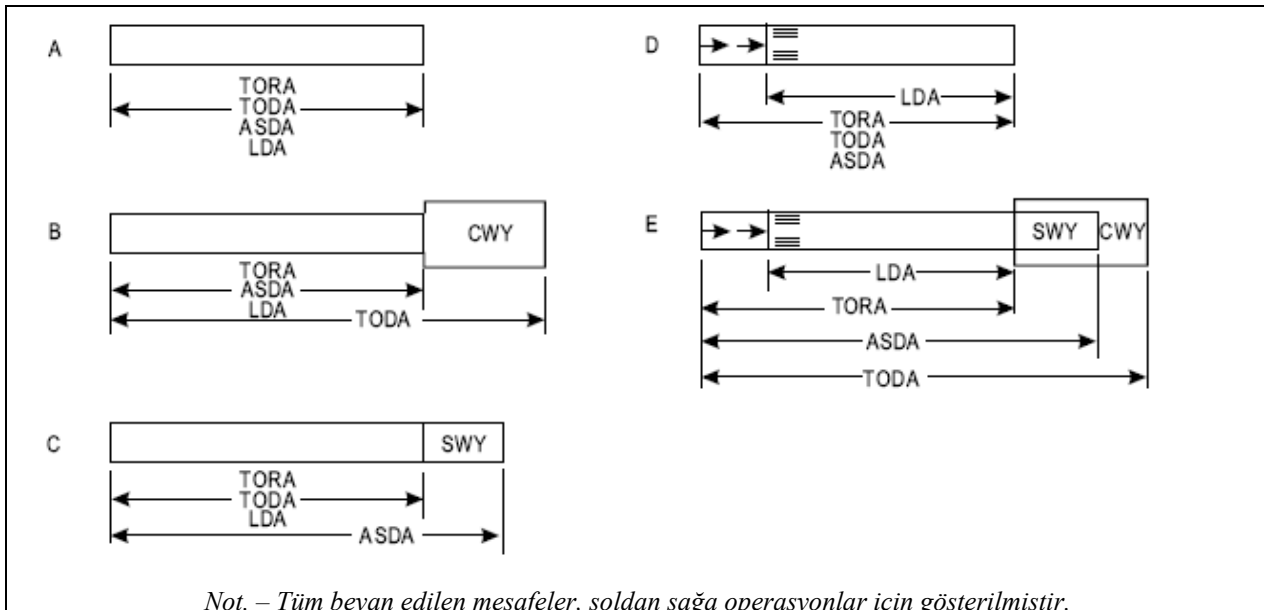 A
TORA
TODA
ASDA
LDA
B
CWY
TORA
ASDA
LDA
TODA
C
SWY
TORA
TODA
LDA
ASDA
D
LDA
TORA
TODA
ASDA
E
SWY
CWY
LDA
TORA
ASDA
TODA
Not. – Tüm beyan edilen mesafeler, soldan sağa operasyonlar için gösterilmiştir.